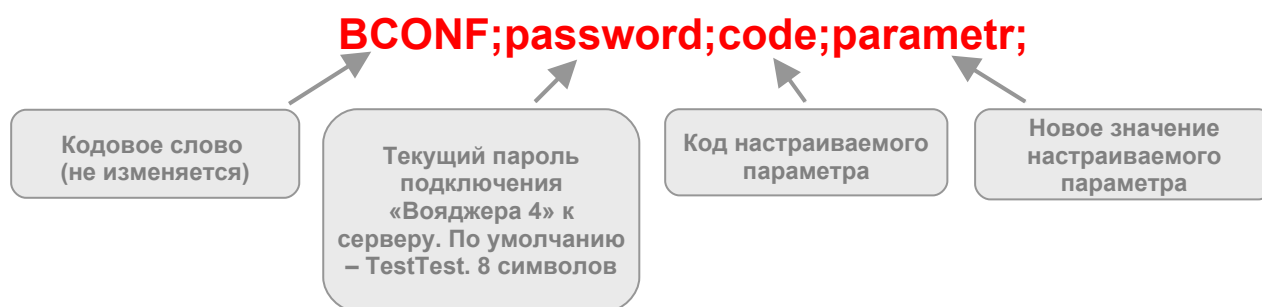 BCONF;password;code;parametr;
Кодовое слово
(не изменяется)
Текущий пароль
подключения
«Вояджера 4» к
серверу. По умолчанию
– TestTest. 8 символов
Код настраиваемого
параметра
Новое значение
настраиваемого
параметра